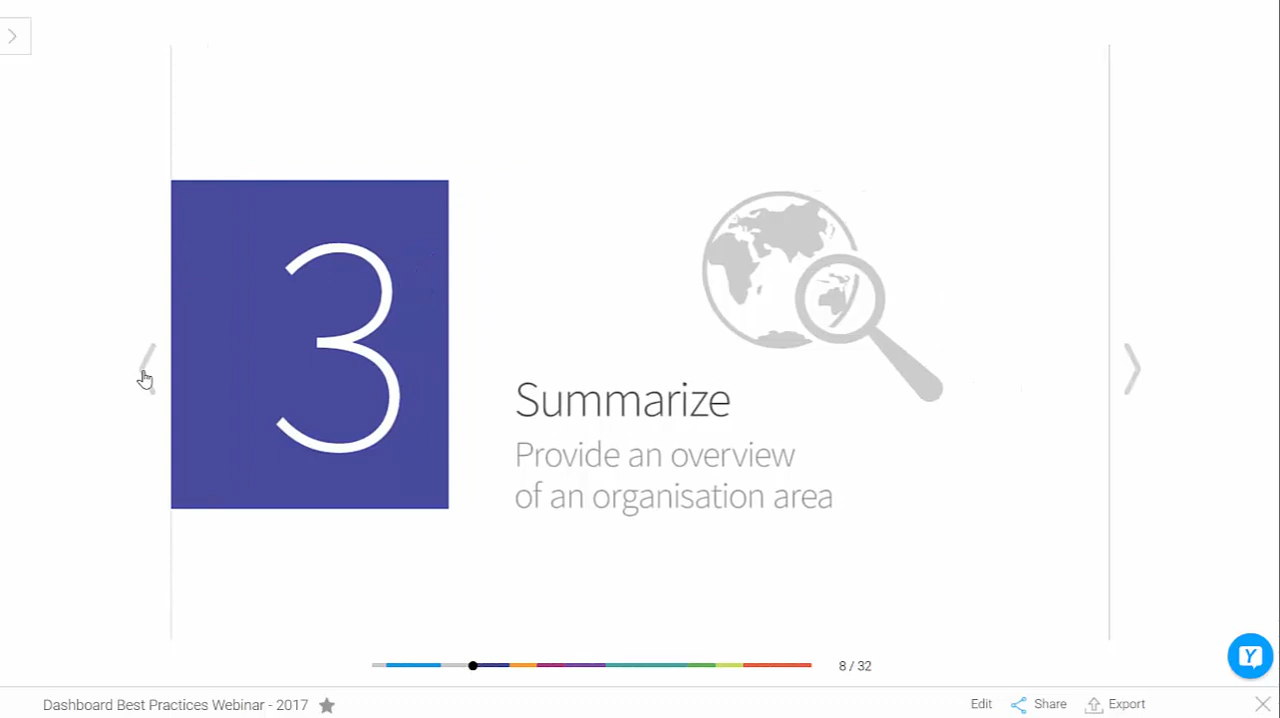 3
Summarize
Provide an overview
of an organisation area
8 / 32
Y
Dashboard Best Practices Webinar - 2017
Edit
Share
Export